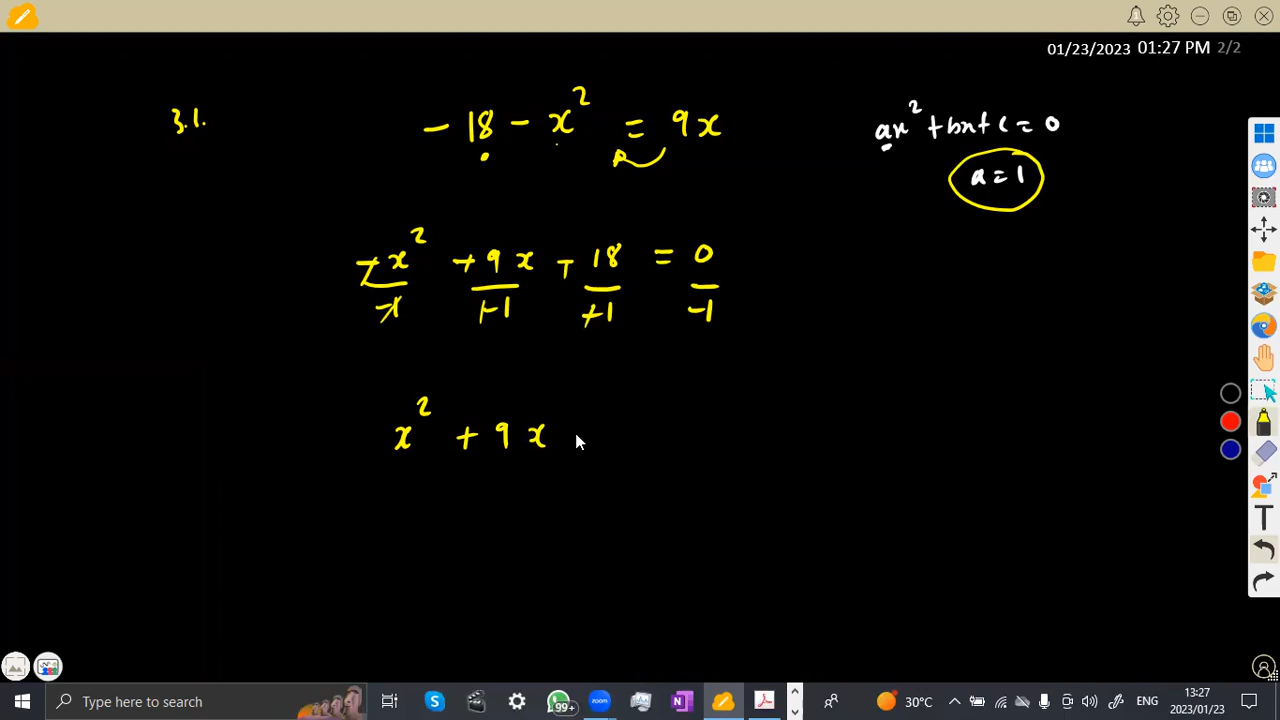 01/23/2023 01:27 PM 2/2
3.1. - 18 - x² = 9x
ax² + bx + c = 0
a = 1
-x²/-1 + 9x/-1 + 18/-1 = 0/-1
x² + 9x
Type here to search
99+
30°C
ENG
13:27
2023/01/23